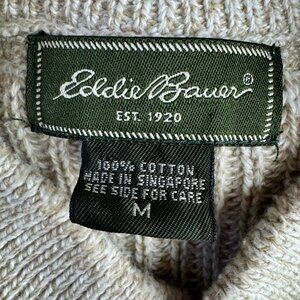 Eddie Bauer®
EST. 1920
100% COTTON
MADE IN SINGAPORE
SEE SIDE FOR CARE
M